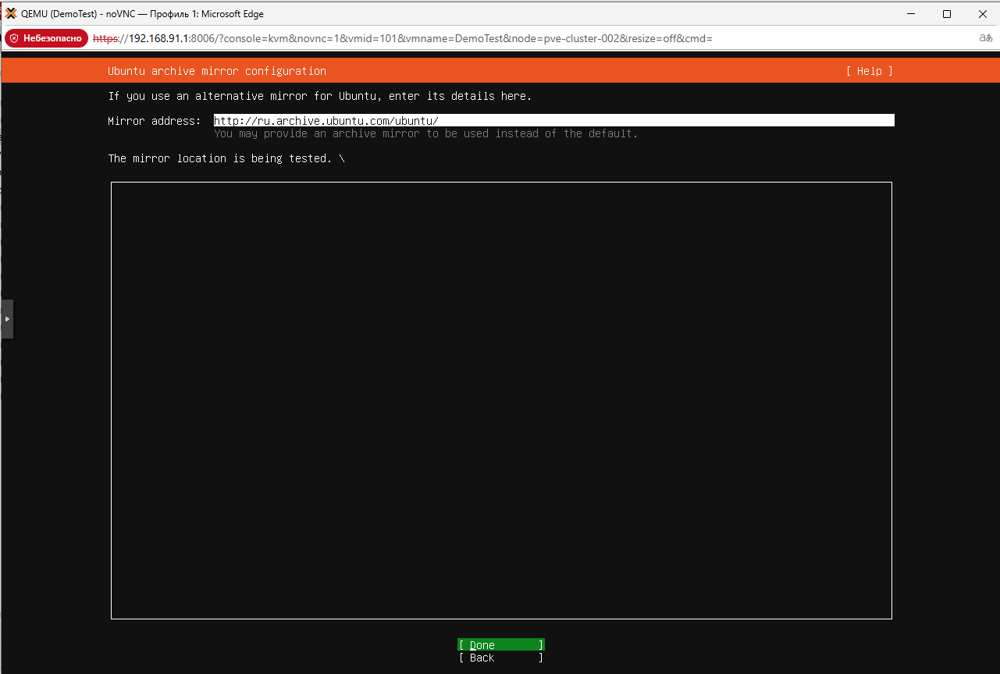 QEMU (DemoTest) - noVNC — Профиль 1: Microsoft Edge
Небезопасно https://192.168.91.1:8006/?console=kvm&novnc=1&vmid=101&vmname=DemoTest&node=pve-cluster-002&resize=off&cmd= aあ
Ubuntu archive mirror configuration [ Help ]
If you use an alternative mirror for Ubuntu, enter its details here.
Mirror address: http://ru.archive.ubuntu.com/ubuntu/
You may provide an archive mirror to be used instead of the default.
The mirror location is being tested. \
[ Done ]
[ Back ]